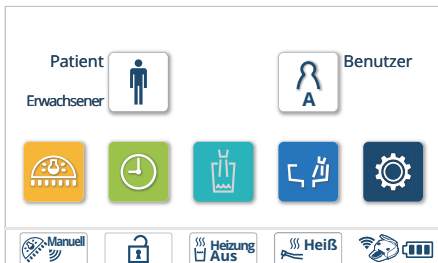 Patient
Benutzer
Erwachsener
A
Manuell
Heizung
Aus
Heiß